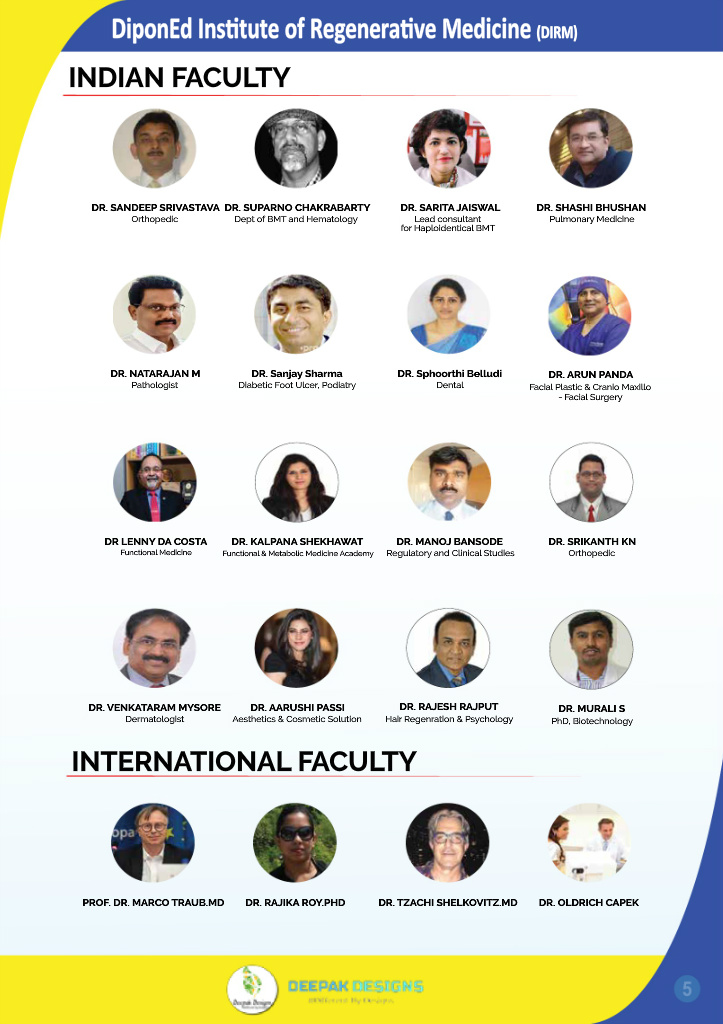 DiponEd Institute of Regenerative Medicine (DIRM)
INDIAN FACULTY
DR. SANDEEP SRIVASTAVA
Orthopedic
DR. SUPARNO CHAKRABARTY
Dept of BMT and Hematology
DR. SARITA JAISWAL
Lead consultant
for Haploidentical BMT
DR. SHASHI BHUSHAN
Pulmonary Medicine
DR. NATARAJAN M
Pathologist
DR. Sanjay Sharma
Diabetic Foot Ulcer, Podiatry
DR. Sphoorthi Belludi
Dental
DR. ARUN PANDA
Facial Plastic & Cranio Maxillo
- Facial Surgery
DR LENNY DA COSTA
Functional Medicine
DR. KALPANA SHEKHAWAT
Functional & Metabolic Medicine Academy
DR. MANOJ BANSODE
Regulatory and Clinical Studies
DR. SRIKANTH KN
Orthopedic
DR. VENKATARAM MYSORE
Dermatologist
DR. AARUSHI PASSI
Aesthetics & Cosmetic Solution
DR. RAJESH RAJPUT
Hair Regenration & Psychology
DR. MURALI S
PhD, Biotechnology
INTERNATIONAL FACULTY
PROF. DR. MARCO TRAUB.MD
DR. RAJIKA ROY.PHD
DR. TZACHI SHELKOVITZ.MD
DR. OLDRICH CAPEK
Deepak Designs
DEEPAK DESIGNS
5